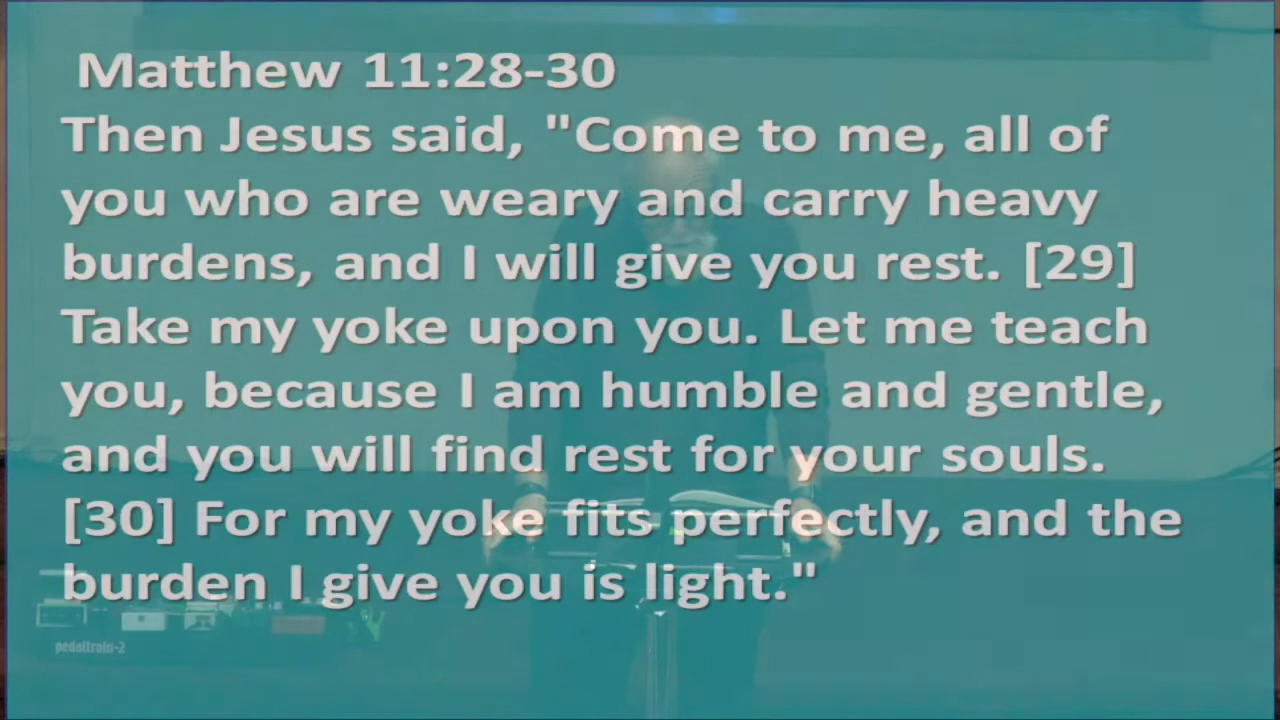 Matthew 11:28-30
Then Jesus said, "Come to me, all of
you who are weary and carry heavy
burdens, and I will give you rest. [29]
Take my yoke upon you. Let me teach
you, because I am humble and gentle,
and you will find rest for your souls.
[30] For my yoke fits perfectly, and the
burden I give you is light."
pedaltrain-2